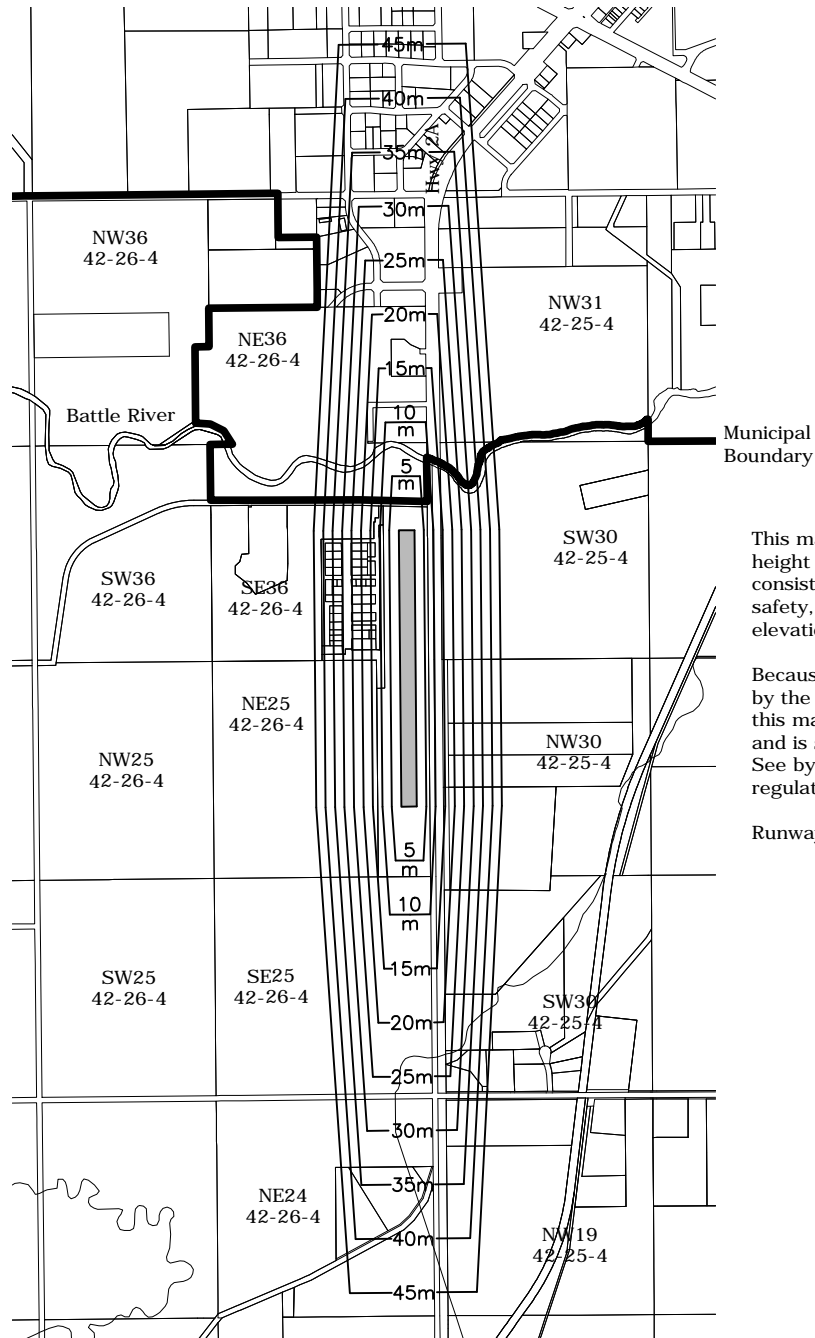 45m
40m
35m
Hwy 2A
30m
25m
20m
15m
10
m
5
m
NW36
42-26-4
NE36
42-26-4
NW31
42-25-4
Battle River
Municipal
Boundary
SW36
42-26-4
SE36
42-26-4
SW30
42-25-4
This
height
consist
safety,
elevatio
Becaus
by the
this ma
and is
See by
regulat
Runway
NE25
42-26-4
NW25
42-26-4
NW30
42-25-4
5
m
10
m
15m
20m
25m
30m
35m
40m
45m
SW25
42-26-4
SE25
42-26-4
SW30
42-25-4
NE24
42-26-4
NW19
42-25-4